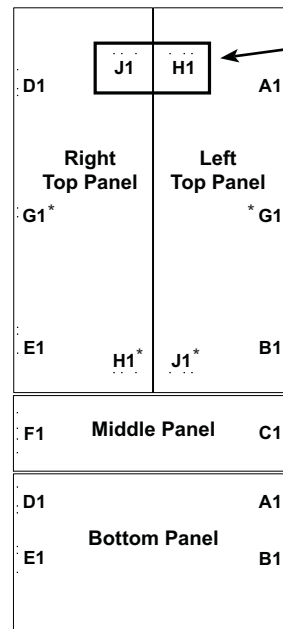 J1 H1
D1 A1
Right Left
Top Panel Top Panel
G1* *G1
E1 B1
H1* J1*
F1 Middle Panel C1
D1 A1
Bottom Panel
E1 B1